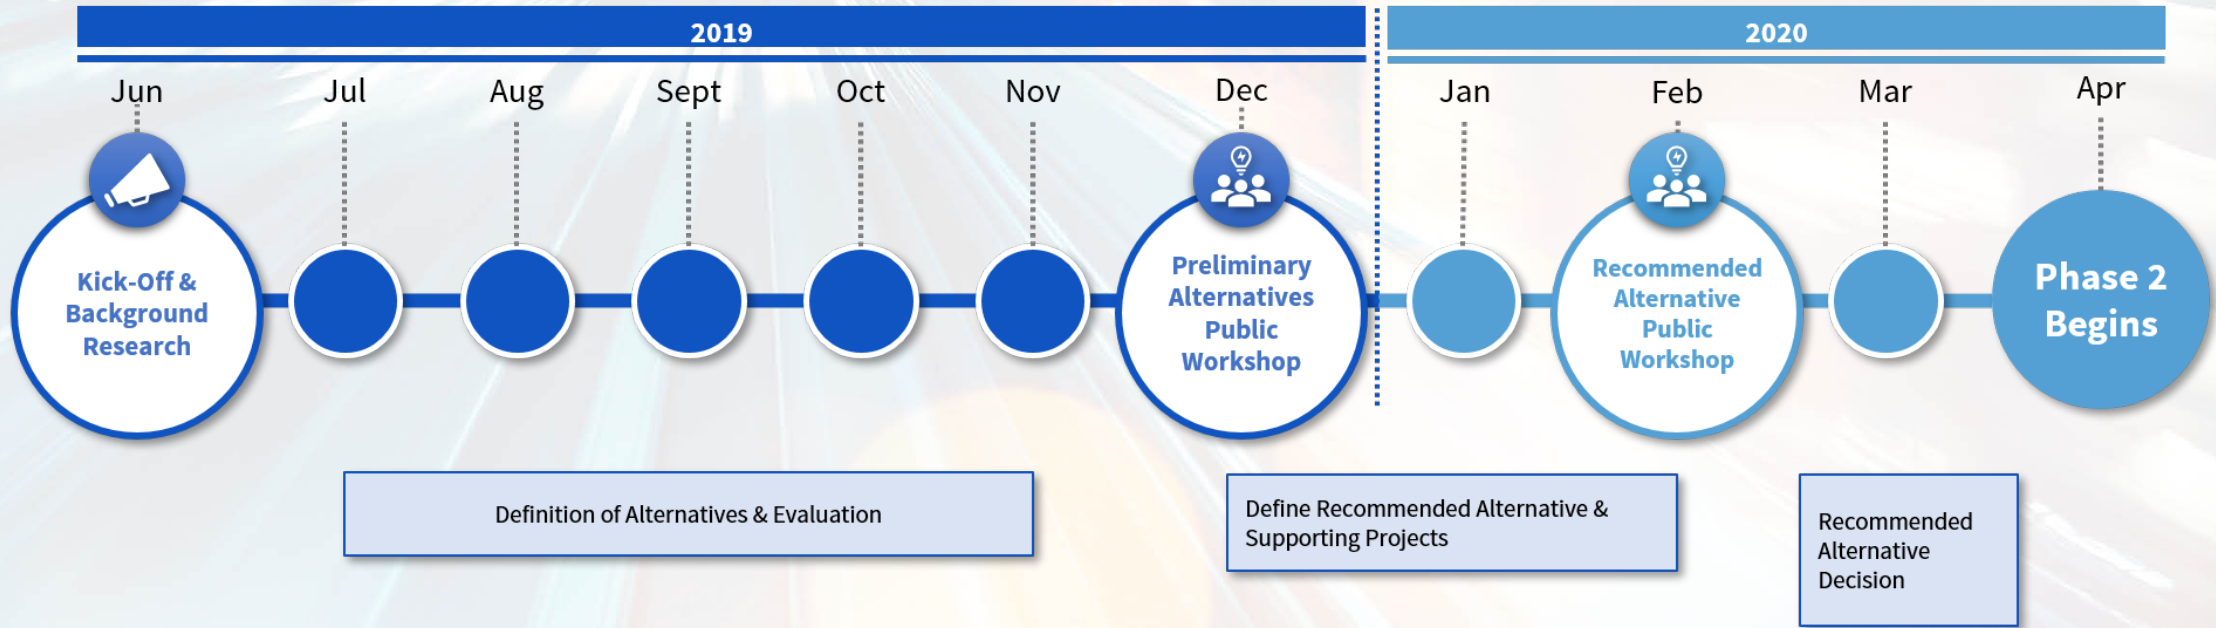 2019
2020
Jun
Jul
Aug
Sept
Oct
Nov
Dec
Jan
Feb
Mar
Apr
Kick-Off &
Background
Research
Preliminary
Alternatives
Public
Workshop
Recommended
Alternative
Public
Workshop
Phase 2
Begins
Definition of Alternatives & Evaluation
Define Recommended Alternative &
Supporting Projects
Recommended
Alternative
Decision